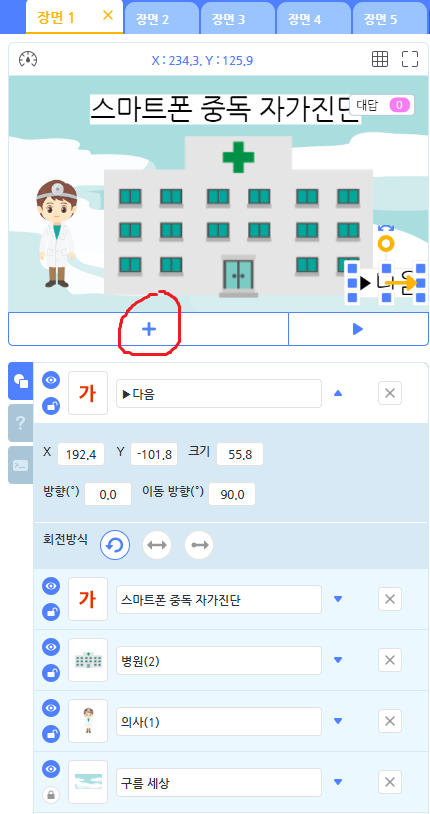 장면 1
장면 2
장면 3
장면 4
장면 5
X : 234.3, Y : 125.9
스마트폰 중독 자가진단
대답 0
▶다음
가
▶다음
X 192.4 Y -101.8 크기 55.8
방향(°) 0.0 이동 방향(°) 90.0
회전방식
가
스마트폰 중독 자가진단
병원(2)
의사(1)
구름 세상